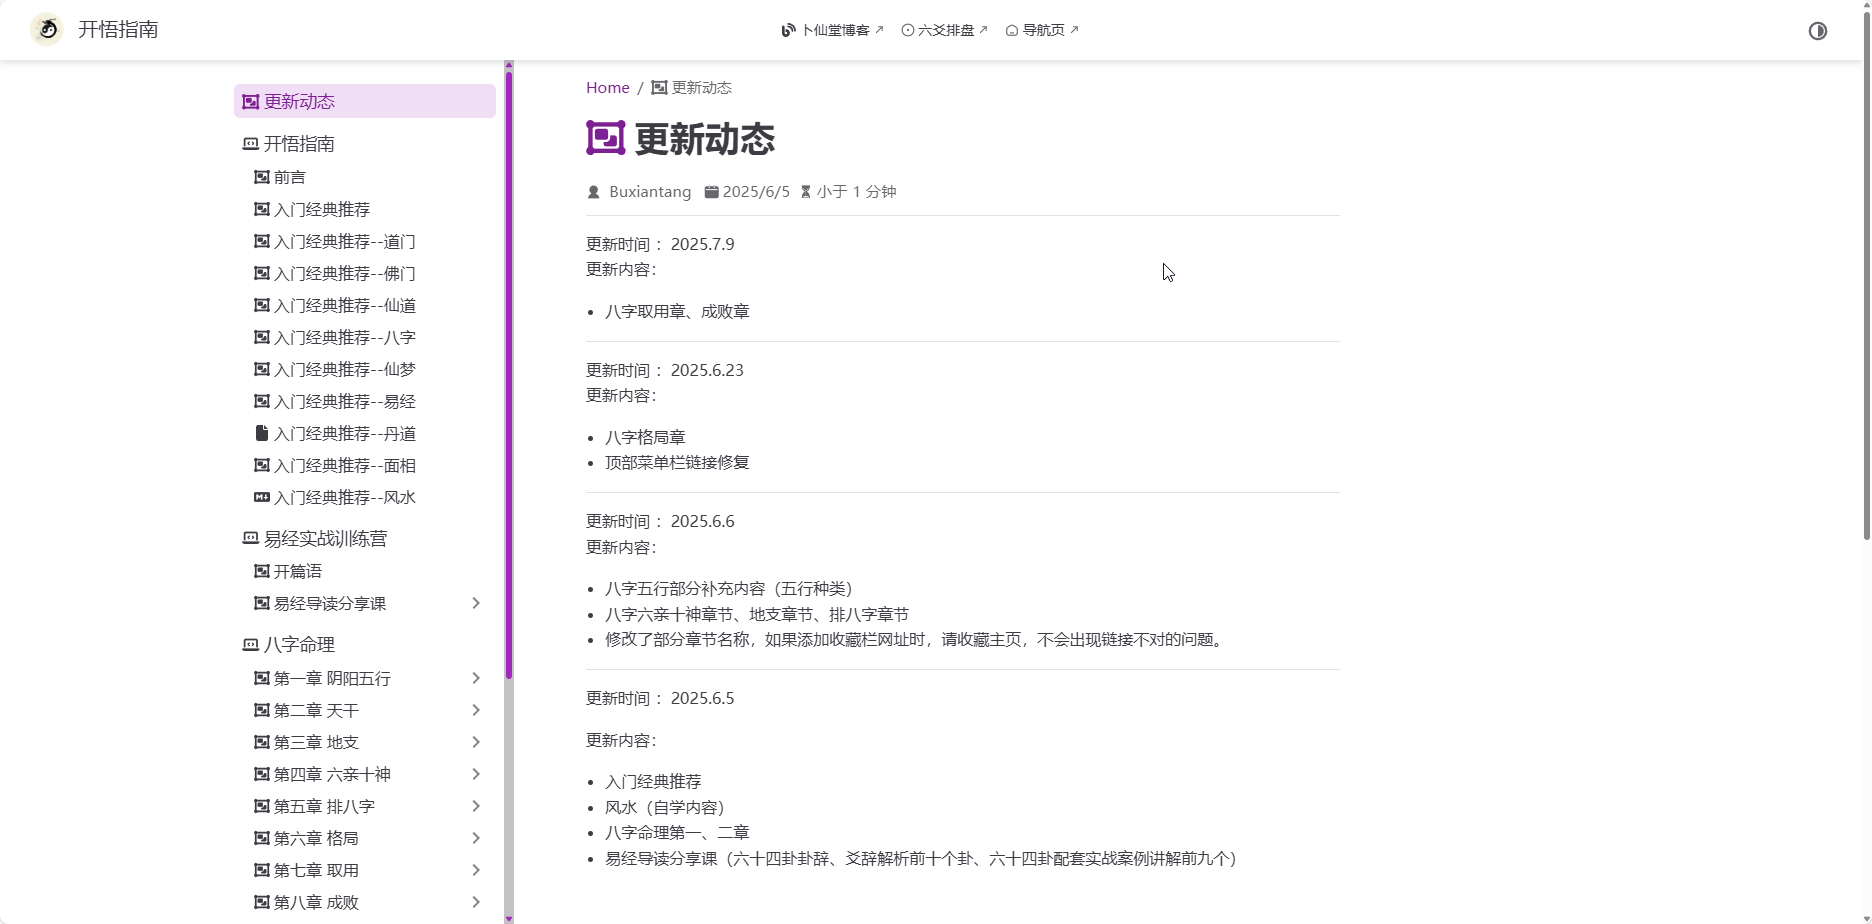 开悟指南
卜仙堂博客
六爻排盘
导航页
更新动态
开悟指南
前言
入门经典推荐
入门经典推荐--道门
入门经典推荐--佛门
入门经典推荐--仙道
入门经典推荐--八字
入门经典推荐--仙梦
入门经典推荐--易经
入门经典推荐--丹道
入门经典推荐--面相
入门经典推荐--风水
易经实战训练营
开篇语
易经导读分享课
八字命理
第一章 阴阳五行
第二章 天干
第三章 地支
第四章 六亲十神
第五章 排八字
第六章 格局
第七章 取用
第八章 成败
Home / 更新动态
更新动态
Buxiantang 2025/6/5 小于 1 分钟
更新时间 : 2025.7.9
更新内容:
• 八字取用章、成败章
更新时间 : 2025.6.23
更新内容:
• 八字格局章
• 顶部菜单栏链接修复
更新时间 : 2025.6.6
更新内容:
• 八字五行部分补充内容（五行种类）
• 八字六亲十神章节、地支章节、排八字章节
• 修改了部分章节名称，如果添加收藏栏网址时，请收藏主页，不会出现链接不对的问题。
更新时间 : 2025.6.5
更新内容:
• 入门经典推荐
• 风水（自学内容）
• 八字命理第一、二章
• 易经导读分享课（六十四卦卦辞、爻辞解析前十个卦、六十四卦配套实战案例讲解前九个）